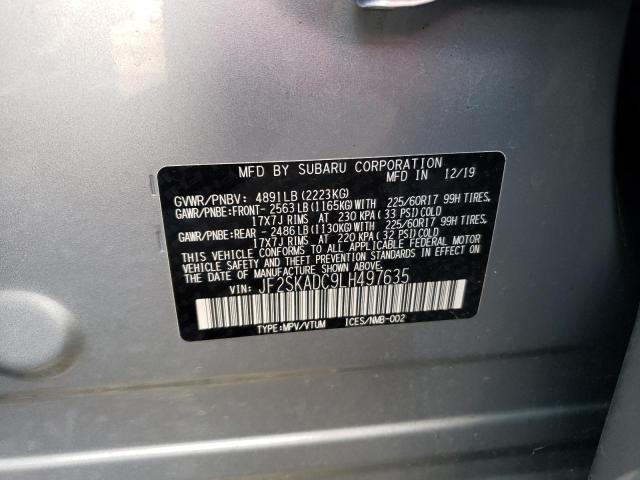 MFD BY SUBARU CORPORATION
MFD IN 12/19
GVWR/PNBV: 4891LB(2223KG)
GAWR/PNBE:FRONT- 2563LB(1165KG)WITH 225/60R17 99H TIRES,
17X7J RIMS AT 230 KPA(33 PSI)COLD
GAWR/PNBE:REAR -2486LB(1130KG)WITH 225/60R17 99H TIRES,
17X7J RIMS AT 220 KPA(32 PSI)COLD
THIS VEHICLE CONFORMS TO ALL APPLICABLE FEDERAL MOTOR
VEHICLE SAFETY AND THEFT PREVENTION STANDARDS IN EFFECT ON
THE DATE OF MANUFACTURE SHOWN ABOVE.
VIN: JF2SKADC9LH497635
TYPE:MPV/VTUM ICES/NMB-002